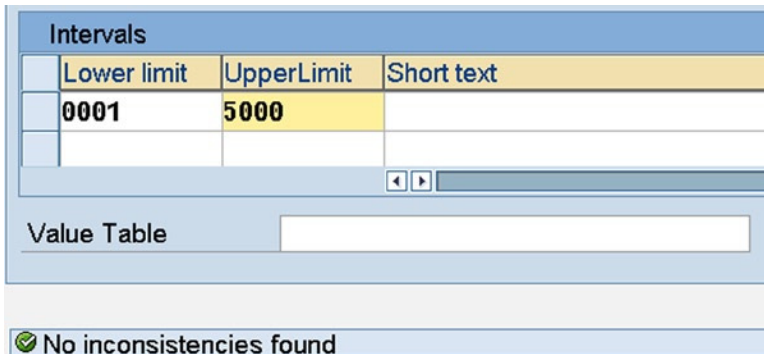 Intervals
Lower limit UpperLimit Short text
0001 5000
Value Table
No inconsistencies found